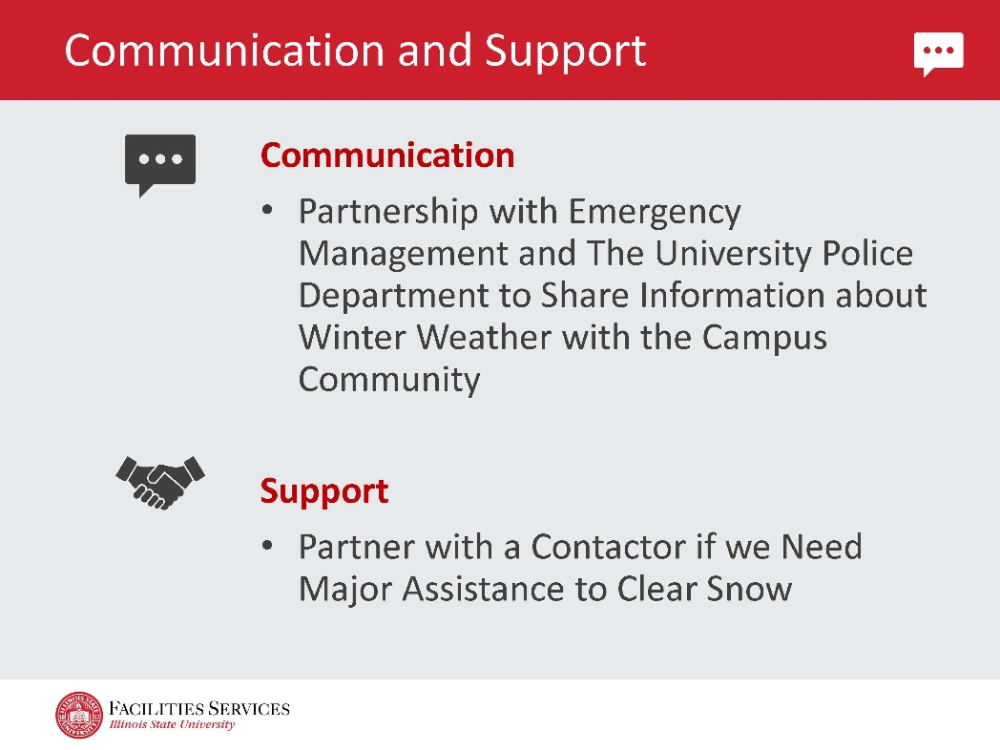 Communication and Support
Communication
• Partnership with Emergency
Management and The University Police
Department to Share Information about
Winter Weather with the Campus
Community
Support
• Partner with a Contactor if we Need
Major Assistance to Clear Snow
FACILITIES SERVICES
Illinois State University